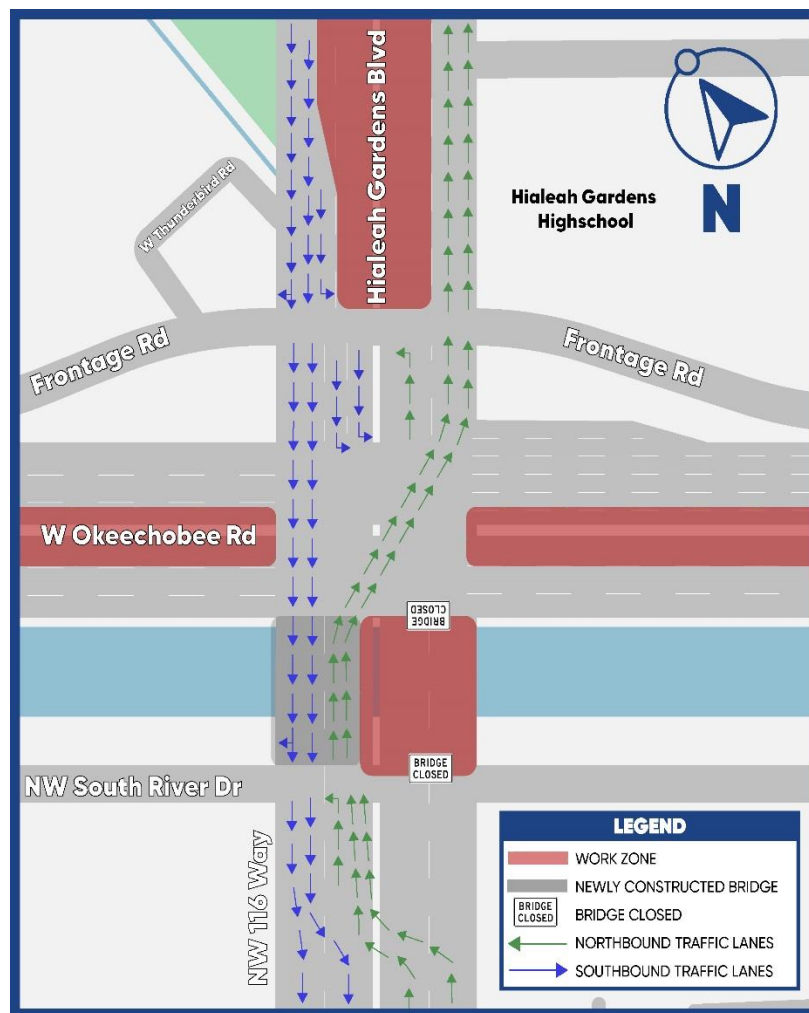 Hialeah Gardens Blvd
W Thunderbird Rd
Hialeah Gardens
Highschool
N
Frontage Rd
Frontage Rd
W Okeechobee Rd
BRIDGE
CLOSED
BRIDGE
CLOSED
NW South River Dr
NW 116 Way
LEGEND
WORK ZONE
NEWLY CONSTRUCTED BRIDGE
BRIDGE
CLOSED
BRIDGE CLOSED
NORTHBOUND TRAFFIC LANES
SOUTHBOUND TRAFFIC LANES